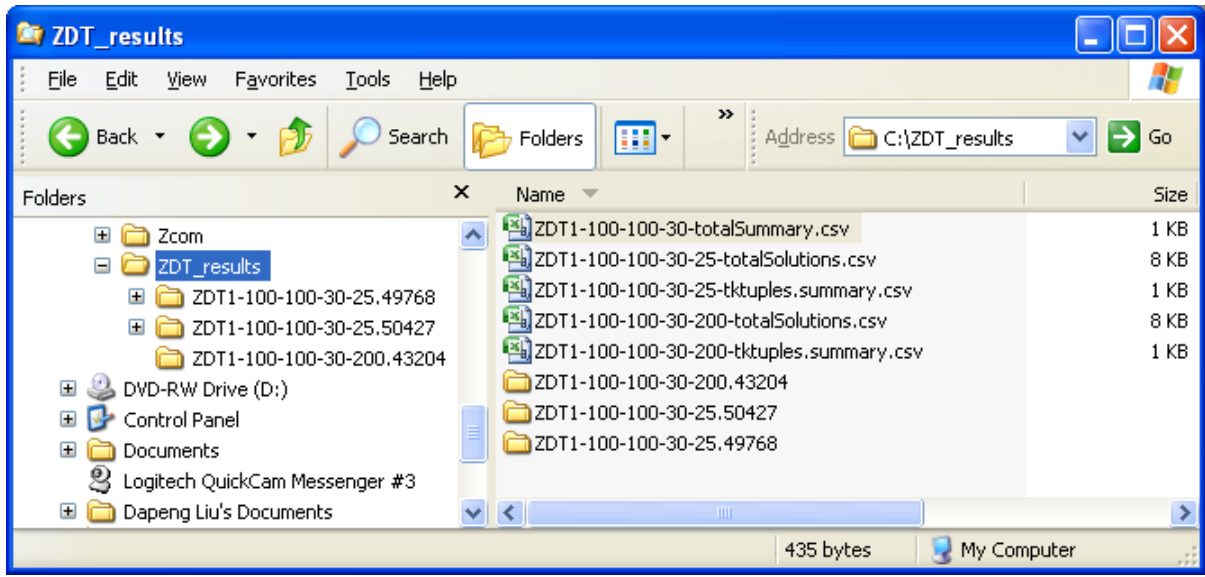 ZDT_results
File Edit View Favorites Tools Help
Back Search Folders » Address C:\ZDT_results Go
Folders × Name Size
Zcom
ZDT_results
ZDT1-100-100-30-25.49768
ZDT1-100-100-30-25.50427
ZDT1-100-100-30-200.43204
DVD-RW Drive (D:)
Control Panel
Documents
Logitech QuickCam Messenger #3
Dapeng Liu's Documents
ZDT1-100-100-30-totalSummary.csv 1 KB
ZDT1-100-100-30-25-totalSolutions.csv 8 KB
ZDT1-100-100-30-25-tktuples.summary.csv 1 KB
ZDT1-100-100-30-200-totalSolutions.csv 8 KB
ZDT1-100-100-30-200-tktuples.summary.csv 1 KB
ZDT1-100-100-30-200.43204
ZDT1-100-100-30-25.50427
ZDT1-100-100-30-25.49768
435 bytes My Computer